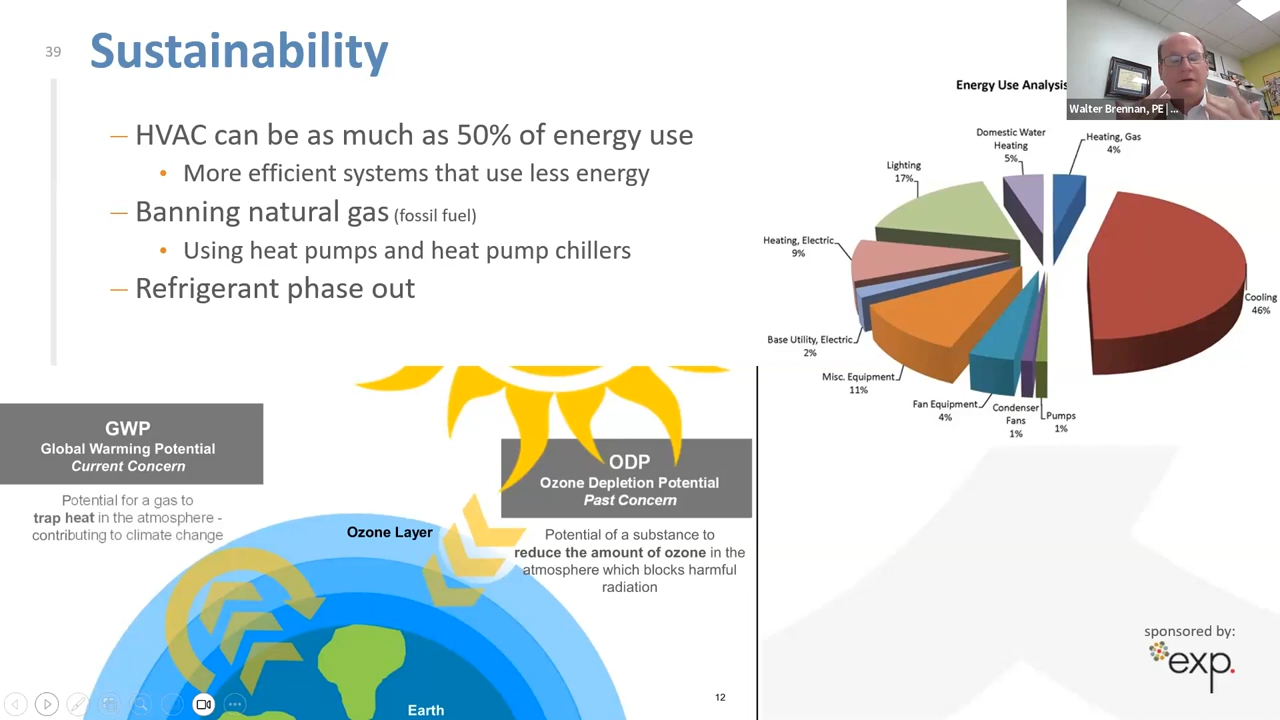 39
Sustainability
— HVAC can be as much as 50% of energy use
• More efficient systems that use less energy
— Banning natural gas (fossil fuel)
• Using heat pumps and heat pump chillers
— Refrigerant phase out
Energy Use Analysis
Walter Brennan, PE | ...
Domestic Water
Heating
5%
Heating, Gas
4%
Lighting
17%
Heating, Electric
9%
Cooling
46%
Base Utility, Electric
2%
Misc. Equipment
11%
Fan Equipment
4%
Condenser
Fans
1%
Pumps
1%
GWP
Global Warming Potential
Current Concern
Potential for a gas to
trap heat in the atmosphere -
contributing to climate change
ODP
Ozone Depletion Potential
Past Concern
Potential of a substance to
reduce the amount of ozone in the
atmosphere which blocks harmful
radiation
Ozone Layer
Earth
12
sponsored by:
exp.